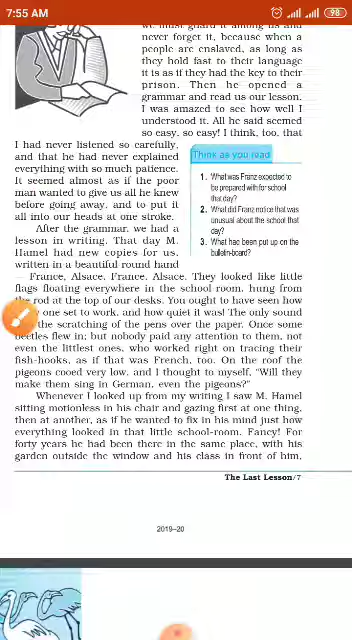 7:55 AM
98
we must guard it among us and
never forget it, because when a
people are enslaved, as long as
they hold fast to their language
it is as if they had the key to their
prison. Then he opened a
grammar and read us our lesson.
I was amazed to see how well I
understood it. All he said seemed
so easy, so easy! I think, too, that
I had never listened so carefully,
and that he had never explained
everything with so much patience.
It seemed almost as if the poor
man wanted to give us all he knew
before going away, and to put it
all into our heads at one stroke.
After the grammar, we had a
lesson in writing. That day M.
Hamel had new copies for us,
written in a beautiful round hand
Think as you read
1. What was Franz expected to
be prepared with for school
that day?
2. What did Franz notice that was
unusual about the school that
day?
3. What had been put up on the
bulletin-board?
— France, Alsace, France, Alsace. They looked like little
flags floating everywhere in the school-room, hung from
the rod at the top of our desks. You ought to have seen how
one set to work, and how quiet it was! The only sound
the scratching of the pens over the paper. Once some
beetles flew in; but nobody paid any attention to them, not
even the littlest ones, who worked right on tracing their
fish-hooks, as if that was French, too. On the roof the
pigeons cooed very low, and I thought to myself, “Will they
make them sing in German, even the pigeons?”
Whenever I looked up from my writing I saw M. Hamel
sitting motionless in his chair and gazing first at one thing,
then at another, as if he wanted to fix in his mind just how
everything looked in that little school-room. Fancy! For
forty years he had been there in the same place, with his
garden outside the window and his class in front of him,
The Last Lesson/7
2019–20